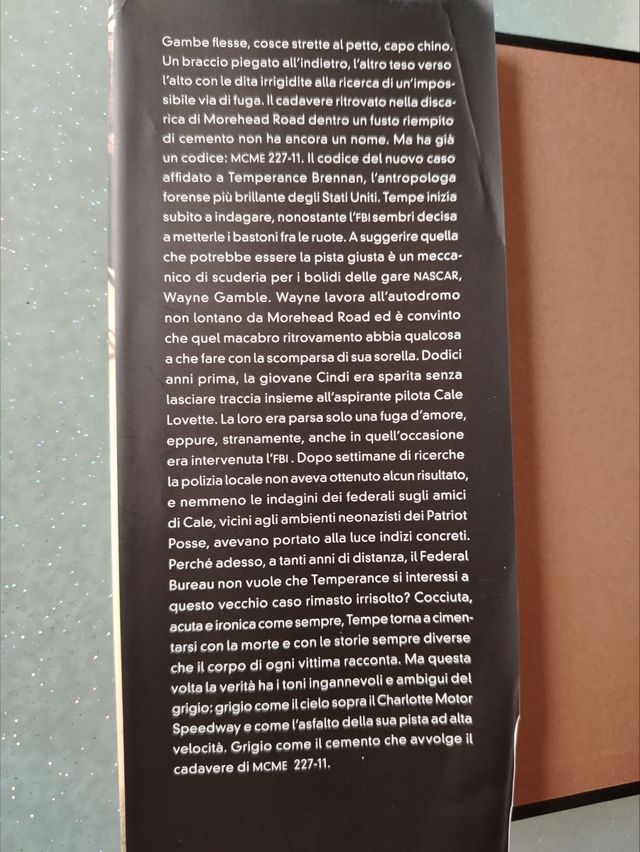 Gambe flesse, cosce strette al petto, capo chino.
Un braccio piegato all'indietro, l'altro teso verso
l'alto con le dita irrigidite alla ricerca di un'impos-
sibile via di fuga. Il cadavere ritrovato nella disca-
rica di Morehead Road dentro un fusto riempito
di cemento non ha ancora un nome. Ma ha già
un codice: MCME 227-11. Il codice del nuovo caso
affidato a Temperance Brennan, l'antropologa
forense più brillante degli Stati Uniti. Tempe inizia
subito a indagare, nonostante l'FBI sembri decisa
a metterle i bastoni fra le ruote. A suggerire quella
che potrebbe essere la pista giusta è un mecca-
nico di scuderia per i bolidi delle gare NASCAR,
Wayne Gamble. Wayne lavora all'autodromo
non lontano da Morehead Road ed è convinto
che quel macabro ritrovamento abbia qualcosa
a che fare con la scomparsa di sua sorella. Dodici
anni prima, la giovane Cindi era sparita senza
lasciare traccia insieme all'aspirante pilota Cale
Lovette. La loro era parsa solo una fuga d'amore,
eppure, stranamente, anche in quell'occasione
era intervenuta l'FBI . Dopo settimane di ricerche
la polizia locale non aveva ottenuto alcun risultato,
e nemmeno le indagini dei federali sugli amici
di Cale, vicini agli ambienti neonazisti dei Patriot
Posse, avevano portato alla luce indizi concreti.
Perché adesso, a tanti anni di distanza, il Federal
Bureau non vuole che Temperance si interessi a
questo vecchio caso rimasto irrisolto? Cocciuta,
acuta e ironica come sempre, Tempe torna a cimen-
tarsi con la morte e con le storie sempre diverse
che il corpo di ogni vittima racconta. Ma questa
volta la verità ha i toni ingannevoli e ambigui del
grigio; grigio come il cielo sopra il Charlotte Motor
Speedway e come l'asfalto della sua pista ad alta
velocità. Grigio come il cemento che avvolge il
cadavere di MCME 227-11.